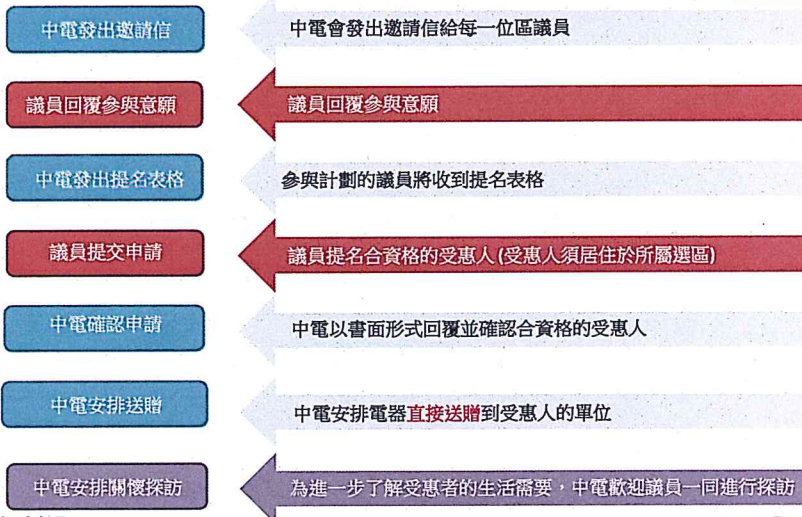 中電發出邀請信
中電會發出邀請信給每一位區議員
議員回覆參與意願
議員回覆參與意願
中電發出提名表格
參與計劃的議員將收到提名表格
議員提交申請
議員提名合資格的受惠人(受惠人須居住於所屬選區)
中電確認申請
中電以書面形式回覆並確認合資格的受惠人
中電安排送贈
中電安排電器直接送贈到受惠人的單位
中電安排關懷探訪
為進一步了解受惠者的生活需要，中電歡迎議員一同進行探訪